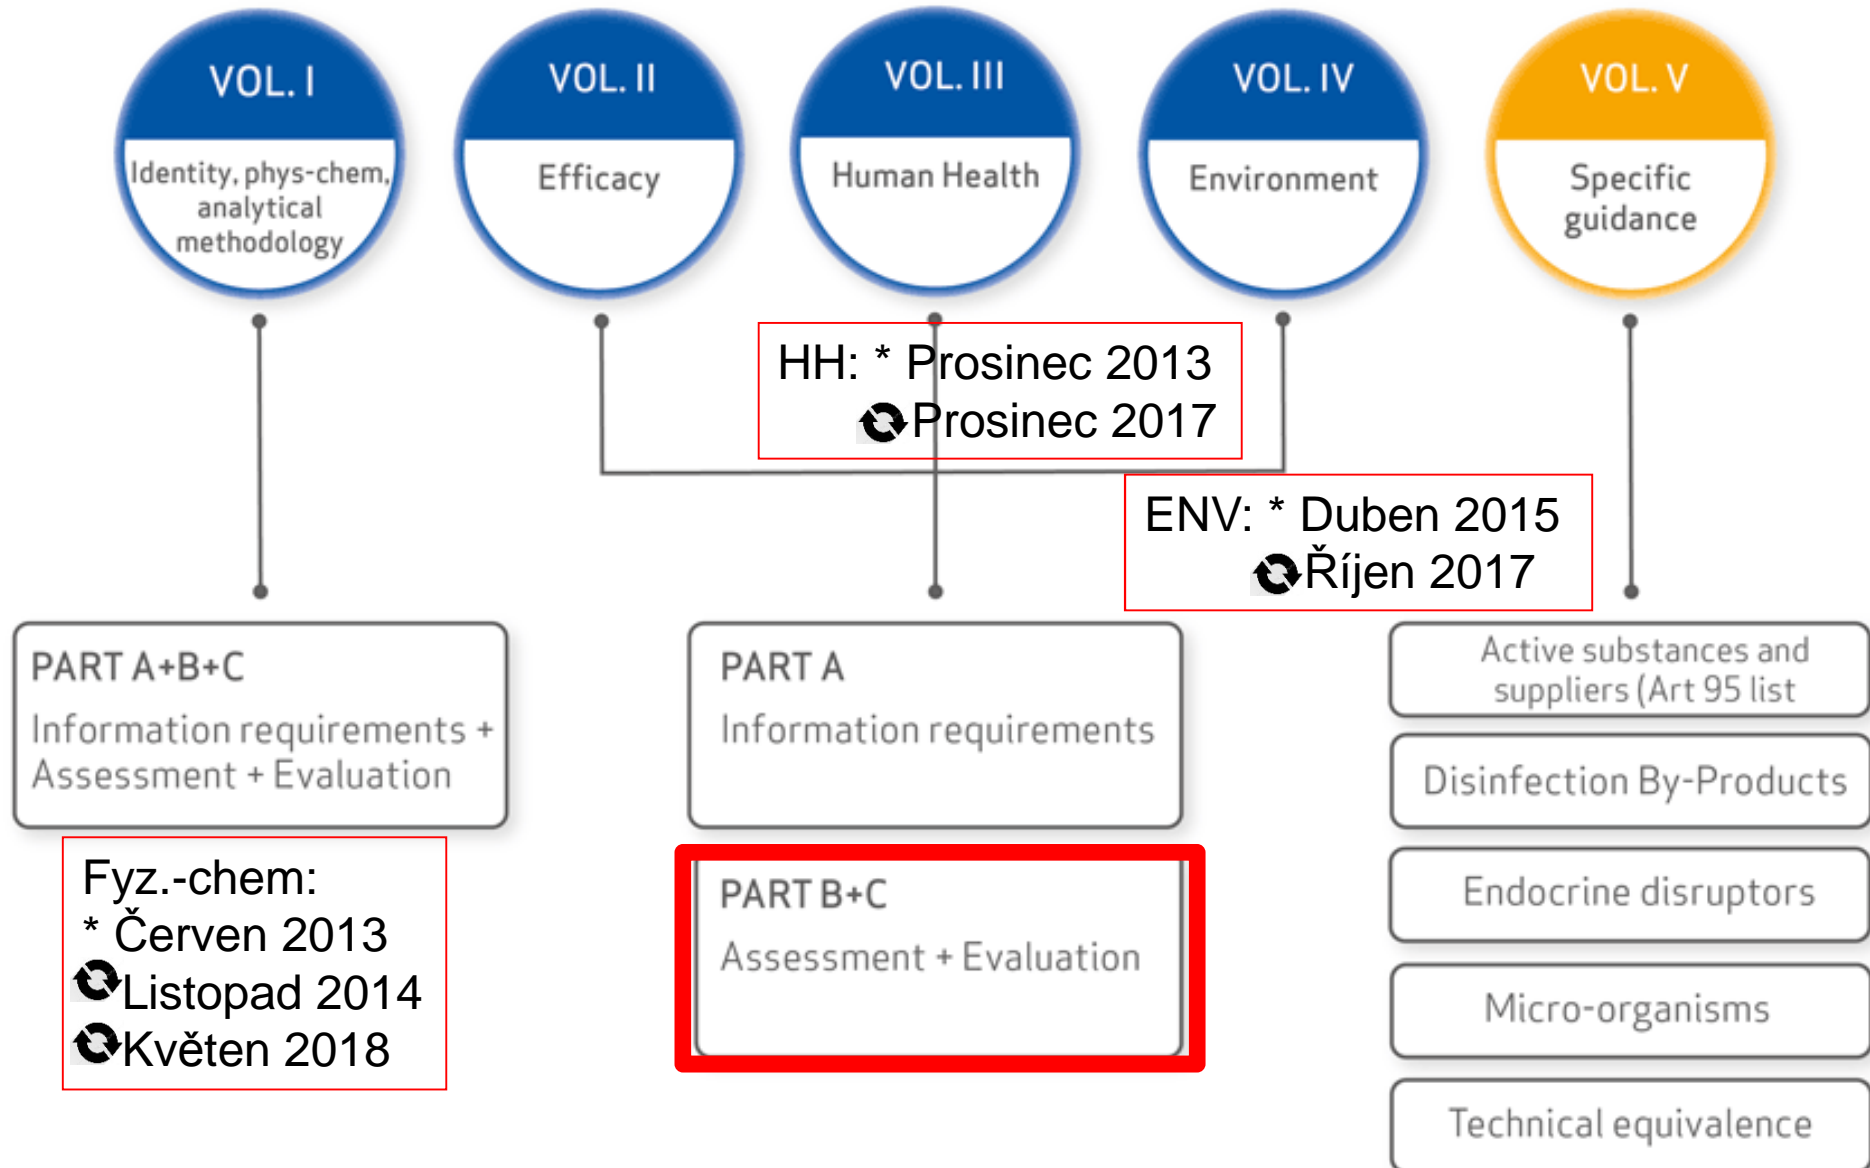 VOL. I
Identity, phys-chem,
analytical
methodology
VOL. II
Efficacy
VOL. III
Human Health
VOL. IV
Environment
VOL. V
Specific
guidance
HH: * Prosinec 2013
Prosinec 2017
ENV: * Duben 2015
Říjen 2017
PART A+B+C
Information requirements +
Assessment + Evaluation
Fyz.-chem:
* Červen 2013
Listopad 2014
Květen 2018
PART A
Information requirements
PART B+C
Assessment + Evaluation
Active substances and
suppliers (Art 95 list
Disinfection By-Products
Endocrine disruptors
Micro-organisms
Technical equivalence